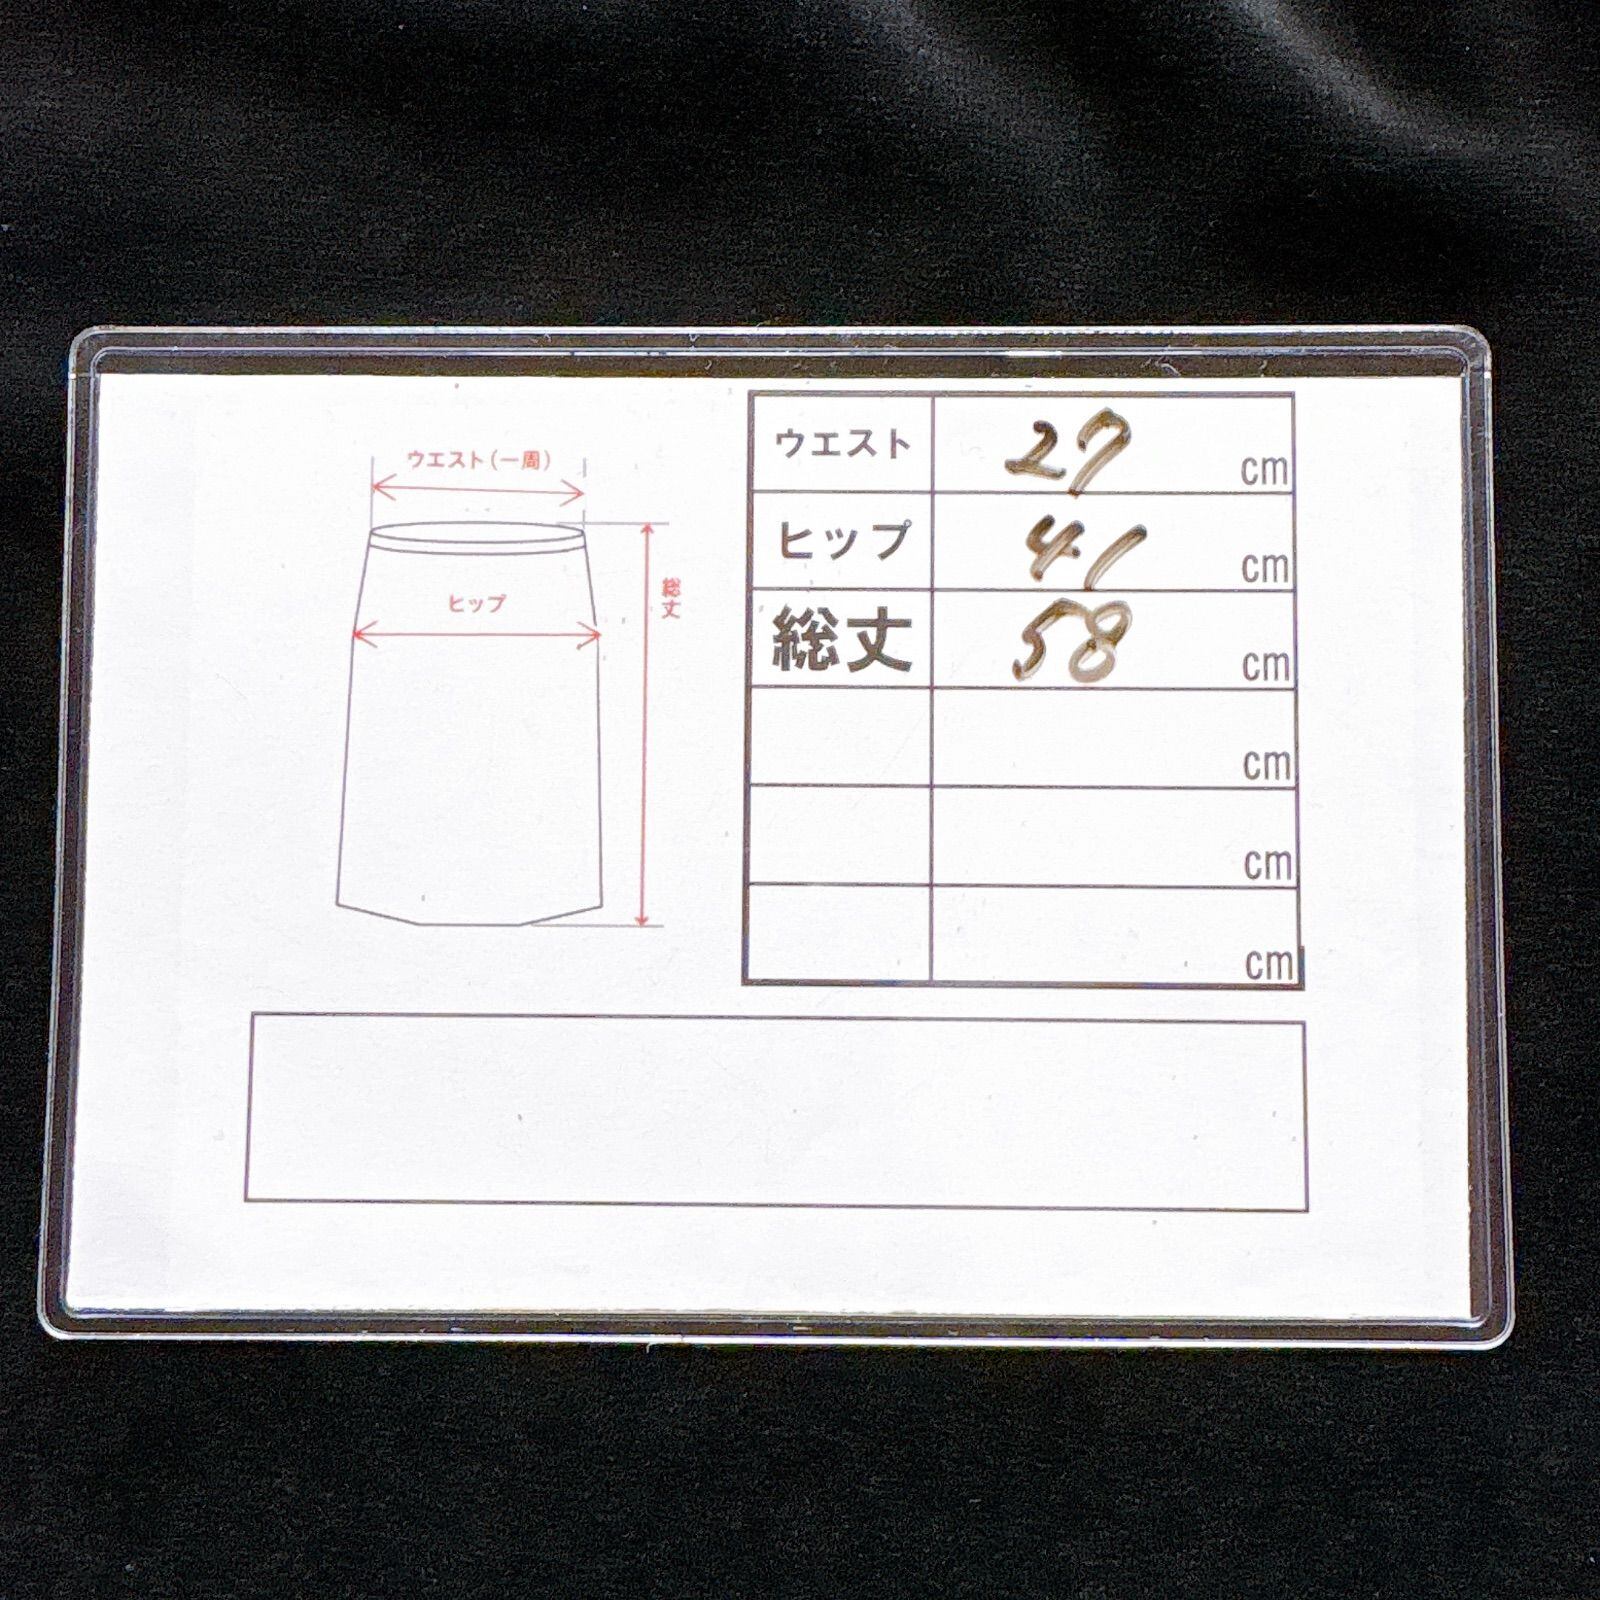 ウエスト(一周)
ヒップ
総丈
ウエスト 27 cm
ヒップ 41 cm
総丈 58 cm
cm
cm
cm